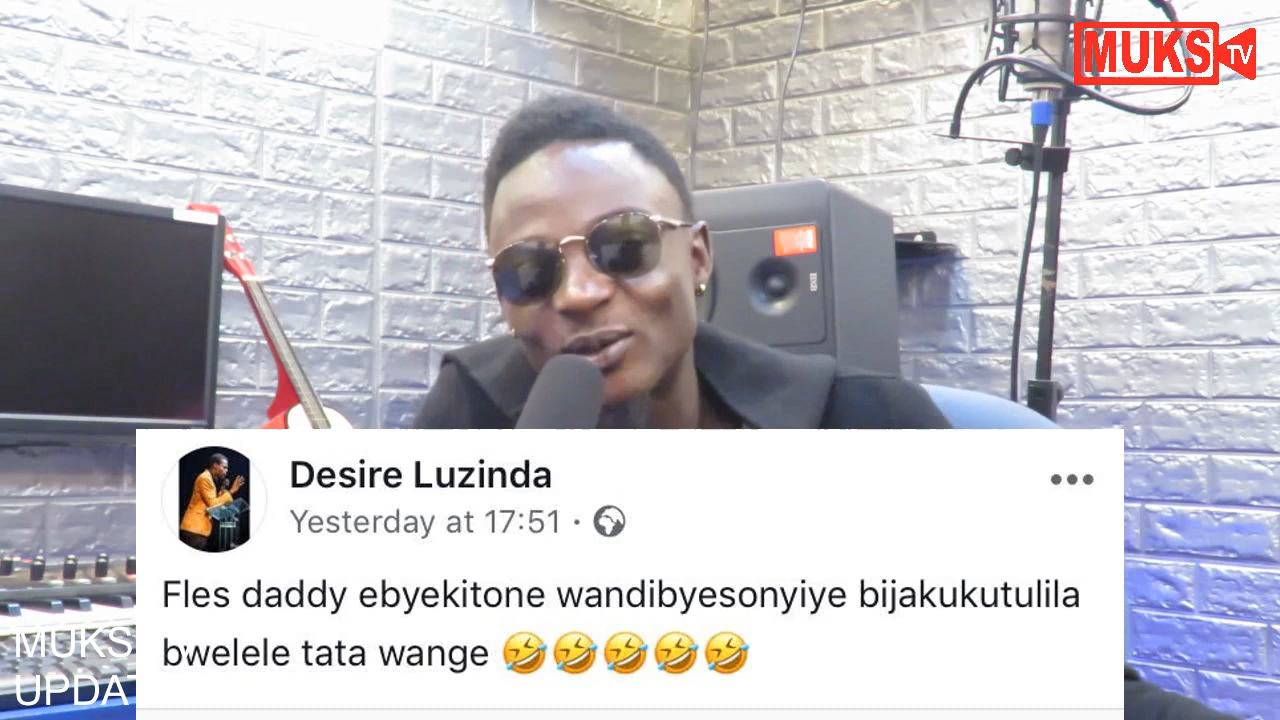 MUKS TV
Desire Luzinda
Yesterday at 17:51 ·
Fles daddy ebyekitone wandibyesonyiye bijakukutulila
bwelele tata wange 🤣🤣🤣🤣🤣
MUKS
UPDA